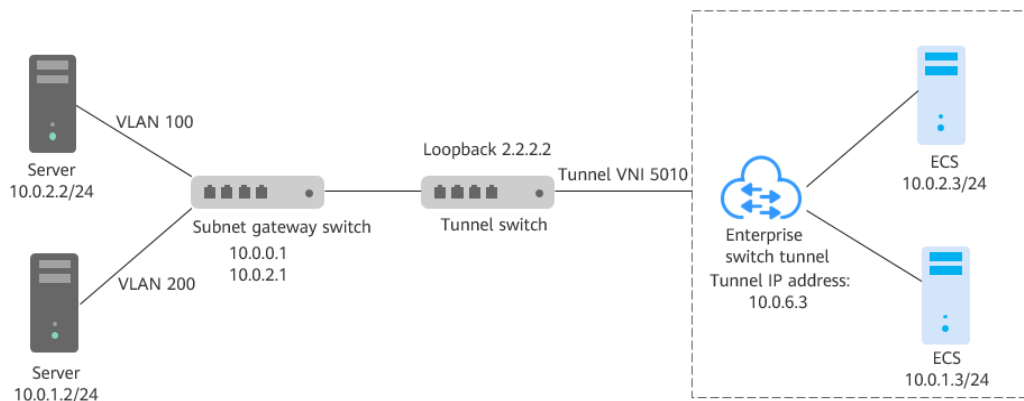 VLAN 100
Server
10.0.2.2/24
VLAN 200
Server
10.0.1.2/24
Subnet gateway switch
10.0.0.1
10.0.2.1
Loopback 2.2.2.2
Tunnel switch
Tunnel VNI 5010
Enterprise
switch tunnel
Tunnel IP address:
10.0.6.3
ECS
10.0.2.3/24
ECS
10.0.1.3/24